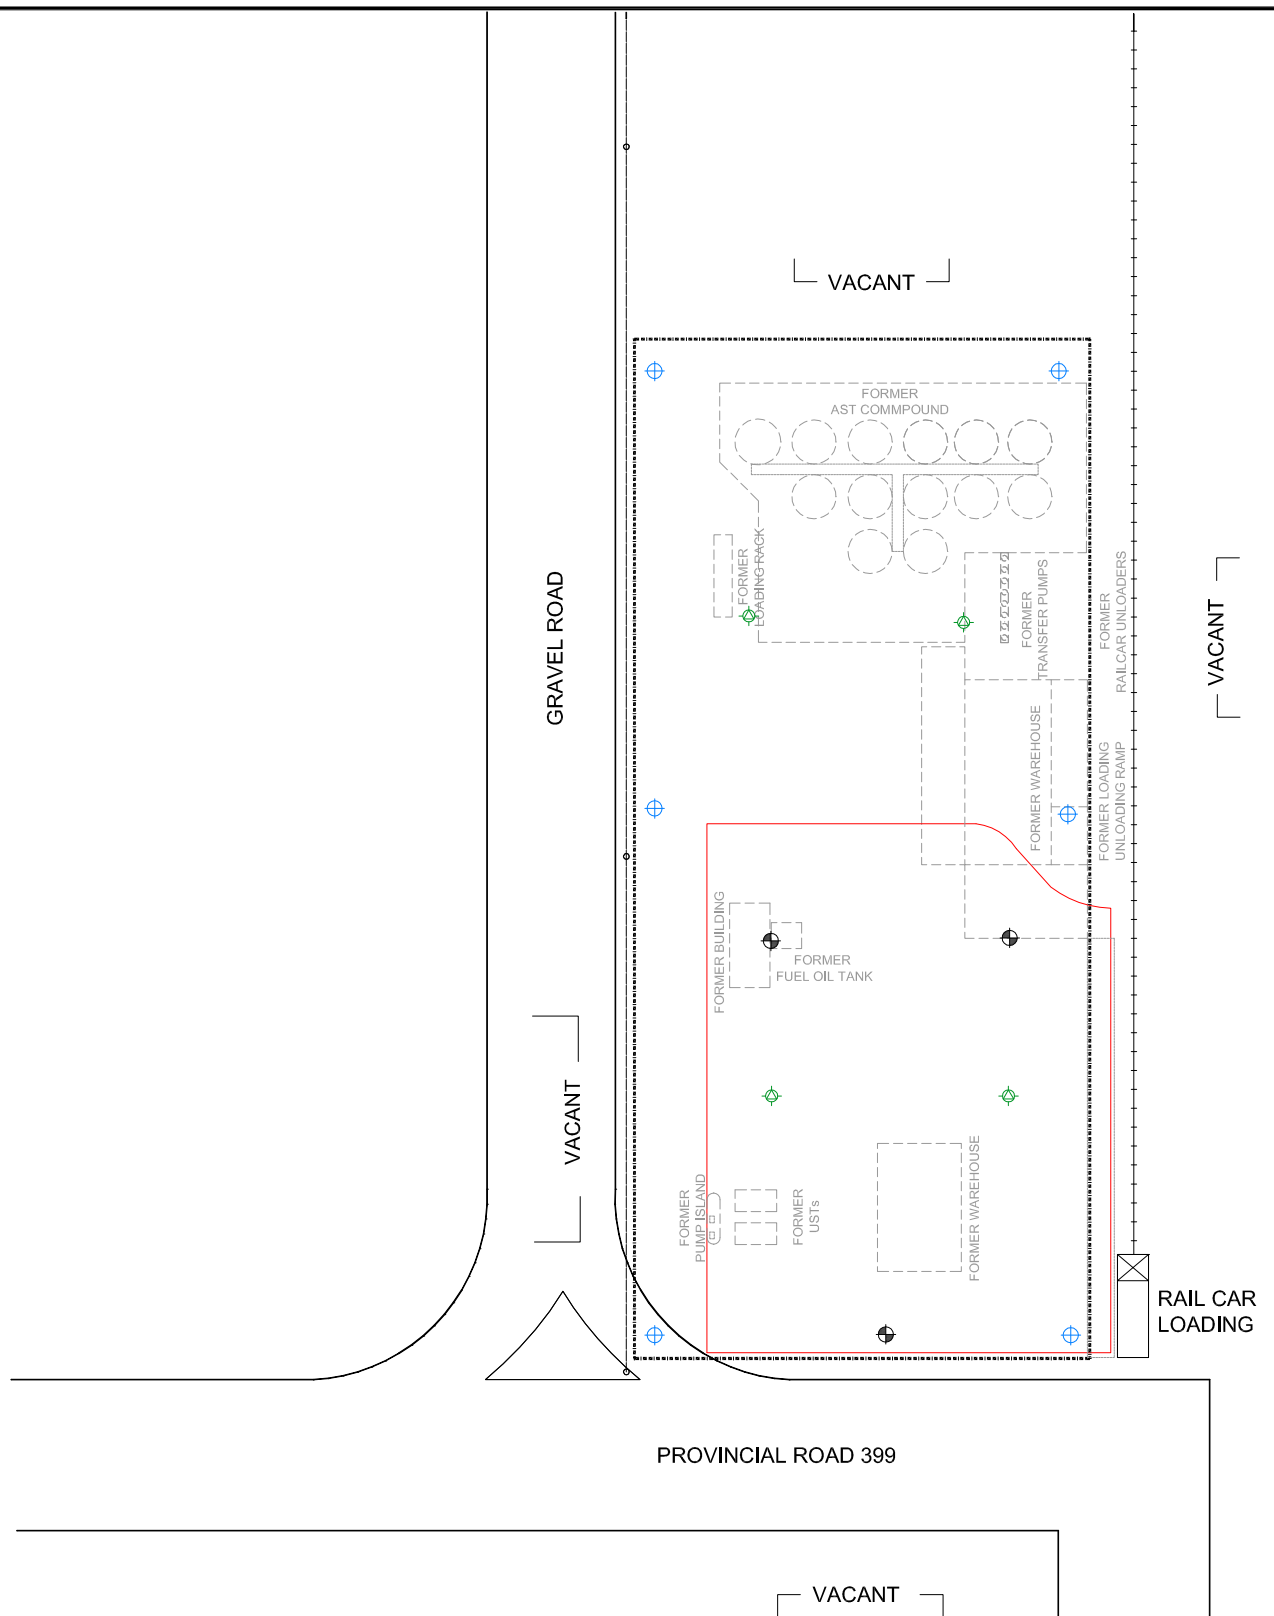 VACANT
FORMER
AST COMMPOUND
FORMER
LOADING RACK
FORMER
TRANSFER PUMPS
FORMER
RAILCAR UNLOADERS
GRAVEL ROAD
VACANT
FORMER WAREHOUSE
FORMER LOADING
UNLOADING RAMP
FORMER BUILDING
FORMER
FUEL OIL TANK
VACANT
FORMER
PUMP ISLAND
FORMER
USTs
FORMER WAREHOUSE
RAIL CAR
LOADING
PROVINCIAL ROAD 399
VACANT